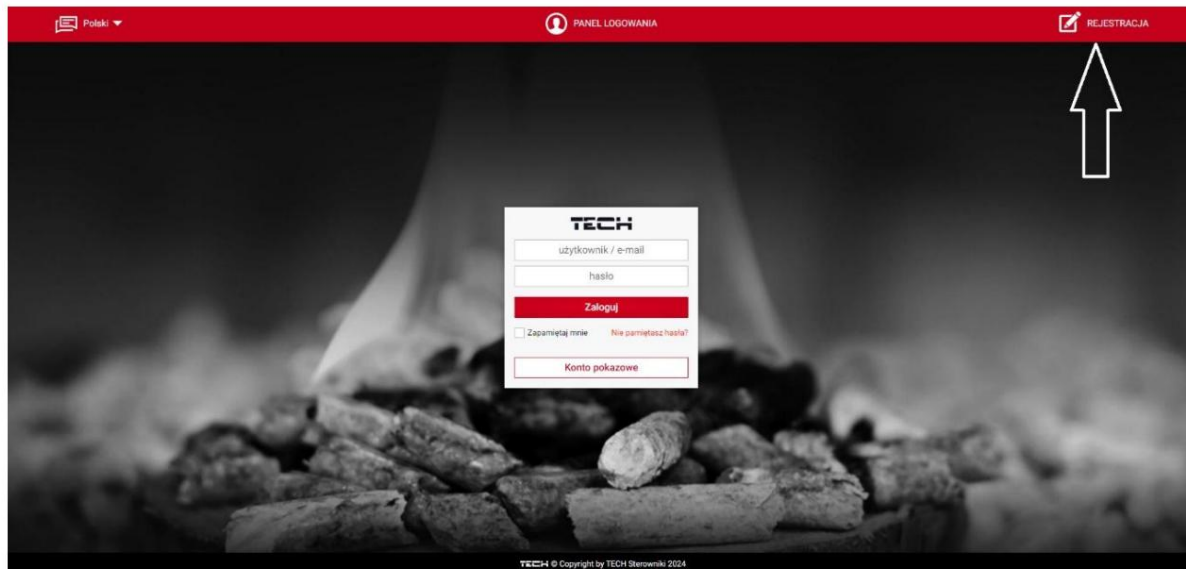 Polski
PANEL LOGOWANIA
REJESTRACJA
TECH
użytkownik / e-mail
hasło
Zaloguj
Zapamiętaj mnie
Nie pamiętasz hasła?
Konto pokazowe
TECH © Copyright by TECH Sterowniki 2024